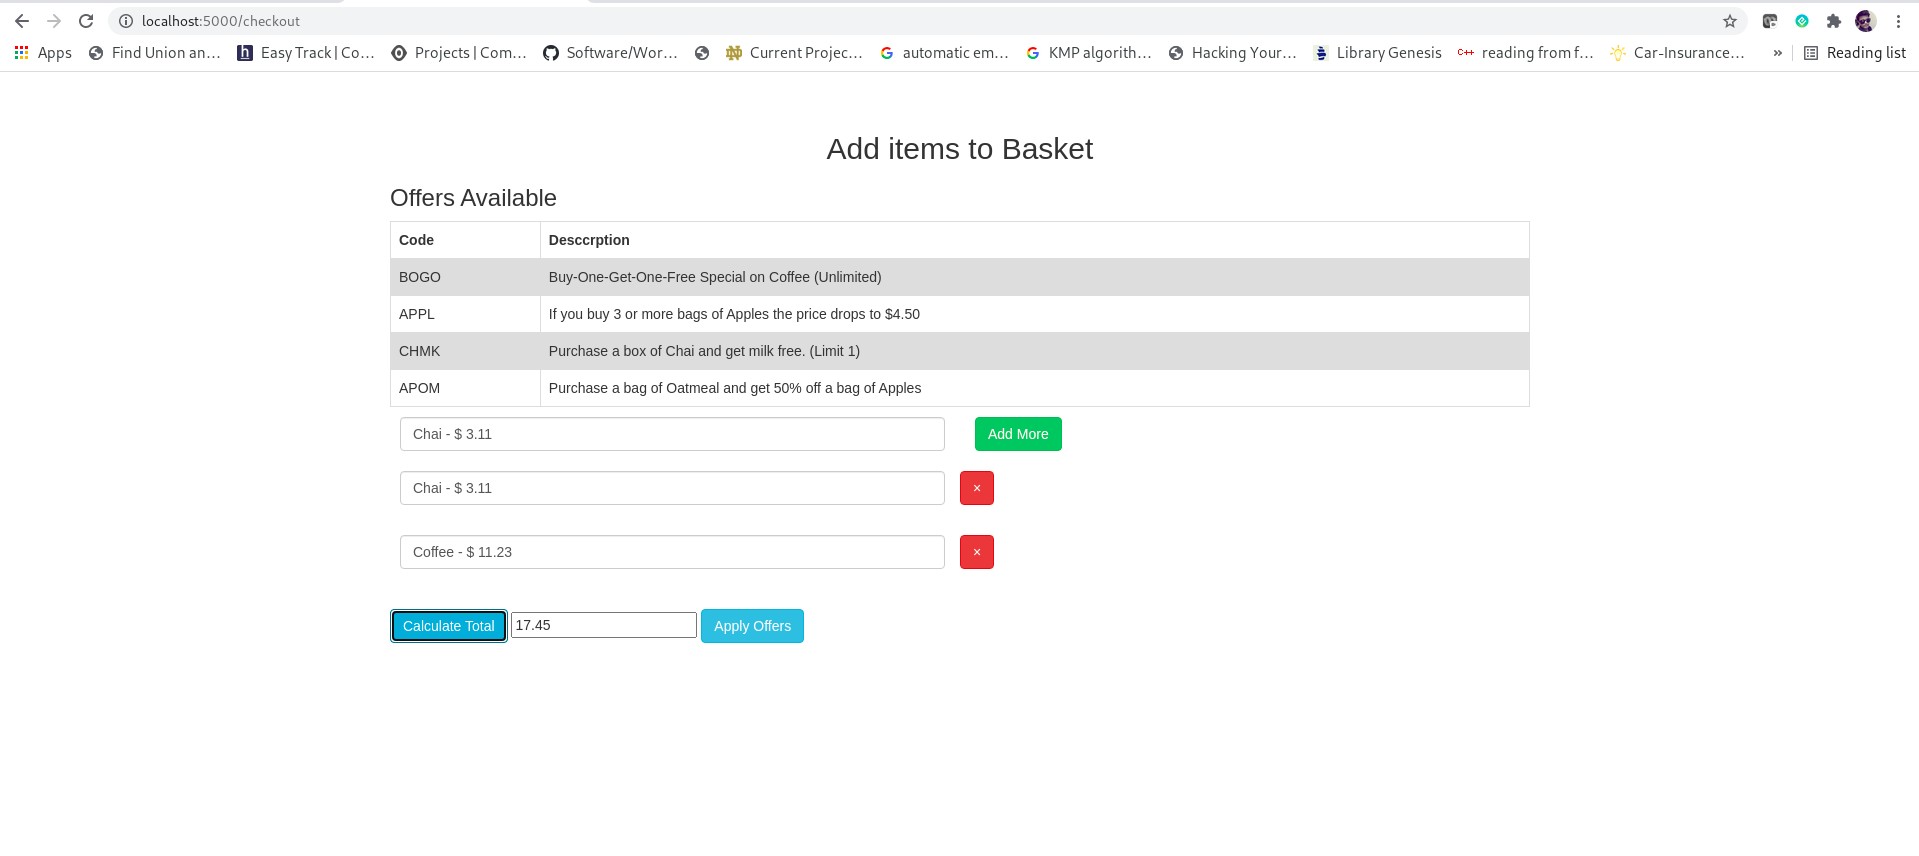 localhost:5000/checkout
Apps Find Union an... Easy Track | Co... Projects | Com... Software/Wor... Current Projec... automatic em... KMP algorith... Hacking Your... Library Genesis C++ reading from f... Car-Insurance... » Reading list
Add items to Basket
Offers Available
Code Desccrption
BOGO Buy-One-Get-One-Free Special on Coffee (Unlimited)
APPL If you buy 3 or more bags of Apples the price drops to $4.50
CHMK Purchase a box of Chai and get milk free. (Limit 1)
APOM Purchase a bag of Oatmeal and get 50% off a bag of Apples
Chai - $ 3.11 Add More
Chai - $ 3.11 ×
Coffee - $ 11.23 ×
Calculate Total 17.45 Apply Offers